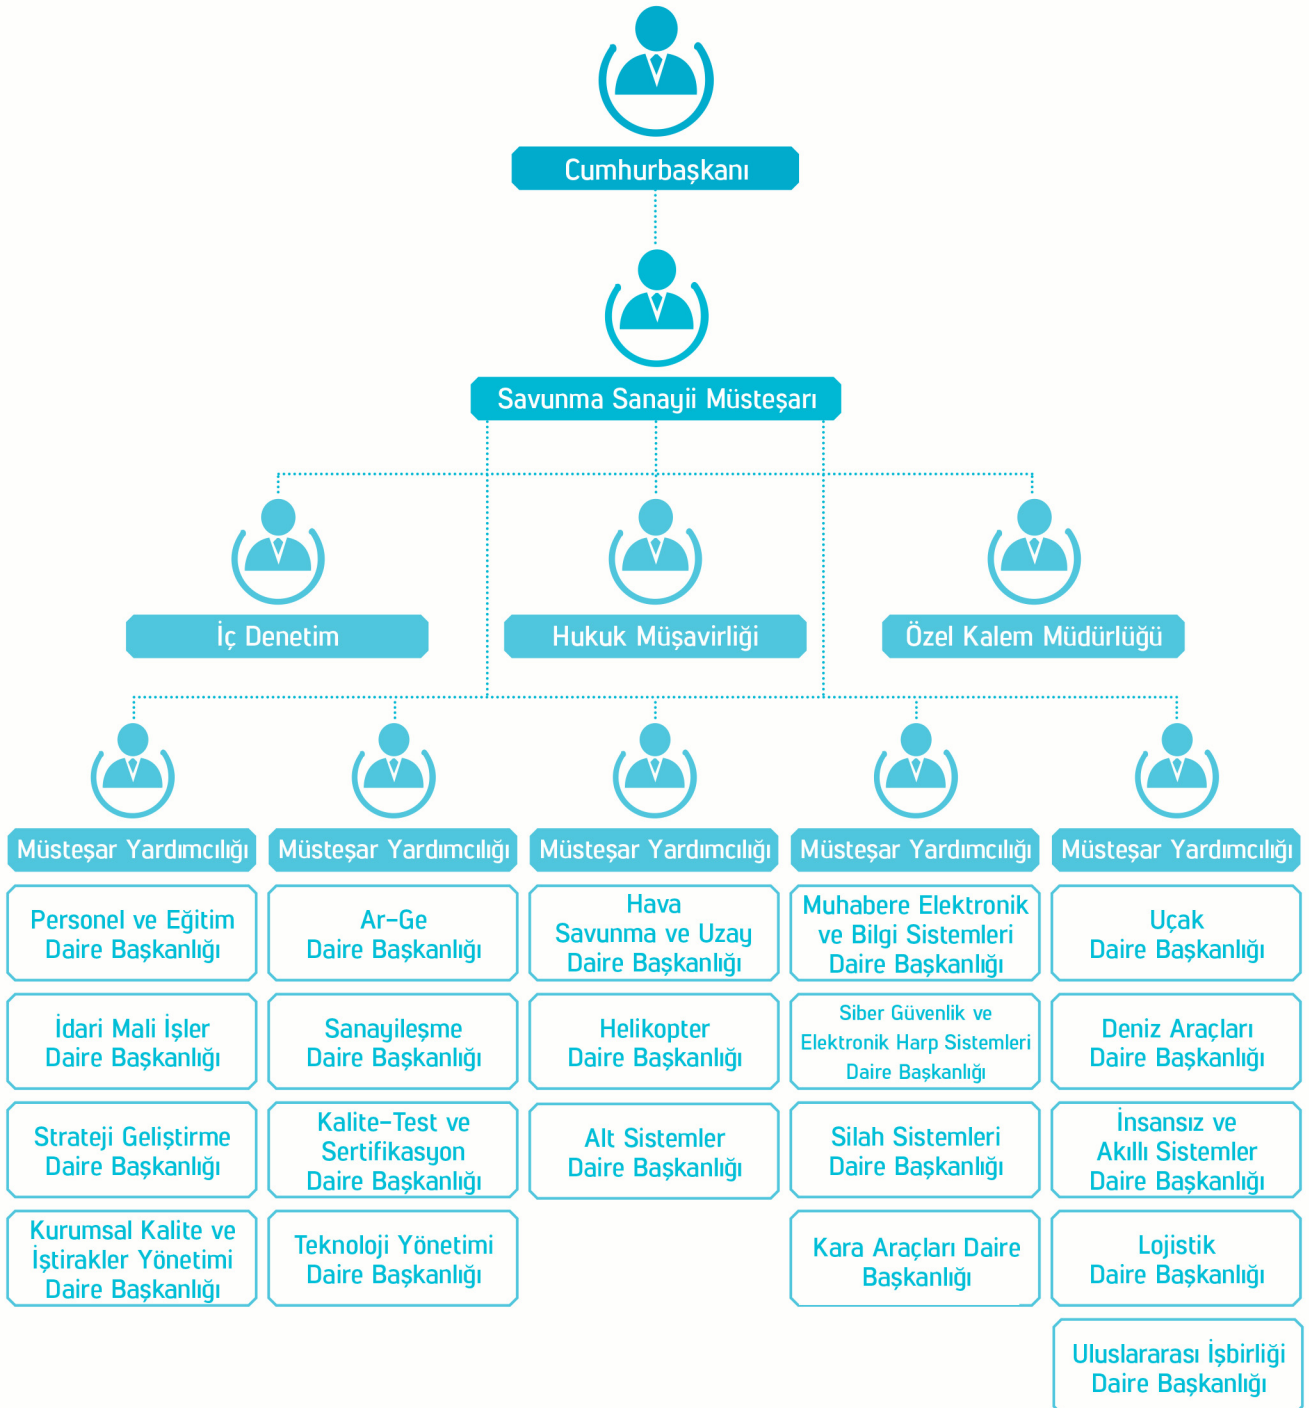 Cumhurbaşkanı
Savunma Sanayii Müsteşarı
İç Denetim
Hukuk Müşavirliği
Özel Kalem Müdürlüğü
Müsteşar Yardımcılığı
Personel ve Eğitim
Daire Başkanlığı
İdari Mali İşler
Daire Başkanlığı
Strateji Geliştirme
Daire Başkanlığı
Kurumsal Kalite ve
İştirakler Yönetimi
Daire Başkanlığı
Müsteşar Yardımcılığı
Ar-Ge
Daire Başkanlığı
Sanayileşme
Daire Başkanlığı
Kalite-Test ve
Sertifikasyon
Daire Başkanlığı
Teknoloji Yönetimi
Daire Başkanlığı
Müsteşar Yardımcılığı
Hava
Savunma ve Uzay
Daire Başkanlığı
Helikopter
Daire Başkanlığı
Alt Sistemler
Daire Başkanlığı
Müsteşar Yardımcılığı
Muhabere Elektronik
ve Bilgi Sistemleri
Daire Başkanlığı
Siber Güvenlik ve
Elektronik Harp Sistemleri
Daire Başkanlığı
Silah Sistemleri
Daire Başkanlığı
Kara Araçları Daire
Başkanlığı
Müsteşar Yardımcılığı
Uçak
Daire Başkanlığı
Deniz Araçları
Daire Başkanlığı
İnsansız ve
Akıllı Sistemler
Daire Başkanlığı
Lojistik
Daire Başkanlığı
Uluslararası İşbirliği
Daire Başkanlığı